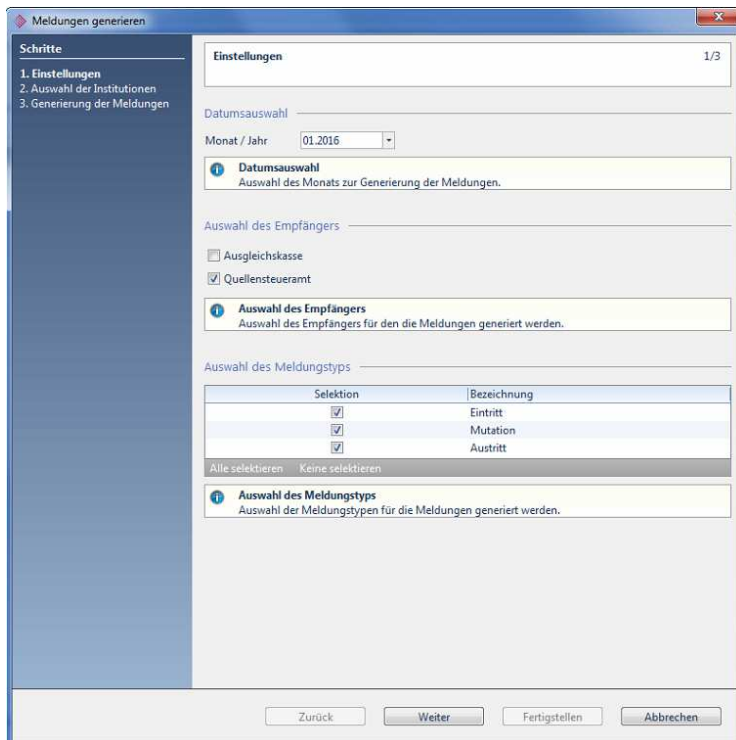 Meldungen generieren
Schritte
1. Einstellungen
2. Auswahl der Institutionen
3. Generierung der Meldungen
Einstellungen 1/3
Datumsauswahl
Monat / Jahr 01.2016
Datumsauswahl
Auswahl des Monats zur Generierung der Meldungen.
Auswahl des Empfängers
Ausgleichskasse
Quellensteueramt
Auswahl des Empfängers
Auswahl des Empfängers für den die Meldungen generiert werden.
Auswahl des Meldungstyps
Selektion Bezeichnung
Eintritt
Mutation
Austritt
Alle selektieren Keine selektieren
Auswahl des Meldungstyps
Auswahl der Meldungstypen für die Meldungen generiert werden.
Zurück Weiter Fertigstellen Abbrechen